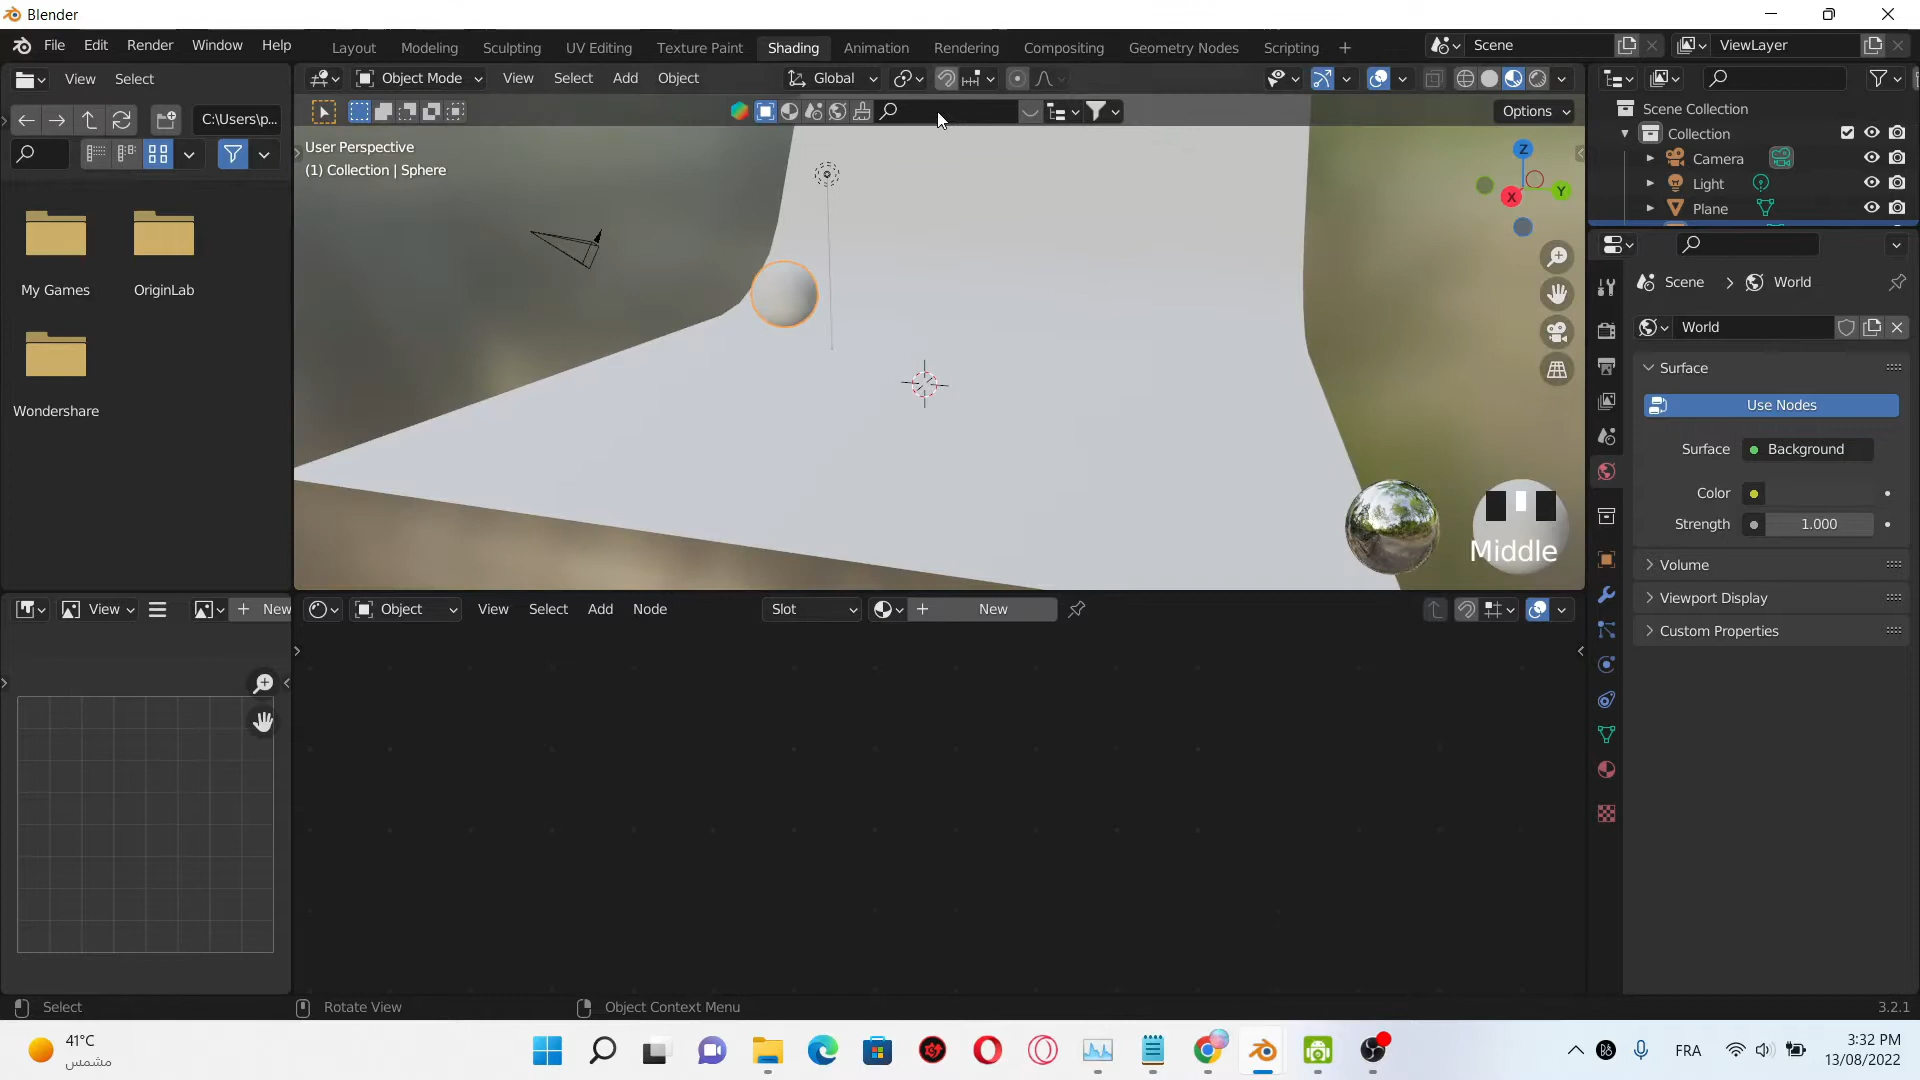 Blender
File Edit Render Window Help
Layout Modeling Sculpting UV Editing Texture Paint Shading Animation Rendering Compositing Geometry Nodes Scripting +
Scene
ViewLayer
View Select
Object Mode View Select Add Object
Global
C:\Users\p...
Options
User Perspective
(1) Collection | Sphere
Z
Y
X
My Games
OriginLab
Wondershare
Middle
Scene Collection
Collection
Camera
Light
Plane
Scene > World
World
Surface
Use Nodes
Surface Background
Color
Strength 1.000
Volume
Viewport Display
Custom Properties
View
+ New
Object View Select Add Node
Slot
+ New
Select
Rotate View
Object Context Menu
3.2.1
41°C
مشمس
FRA
3:32 PM
13/08/2022